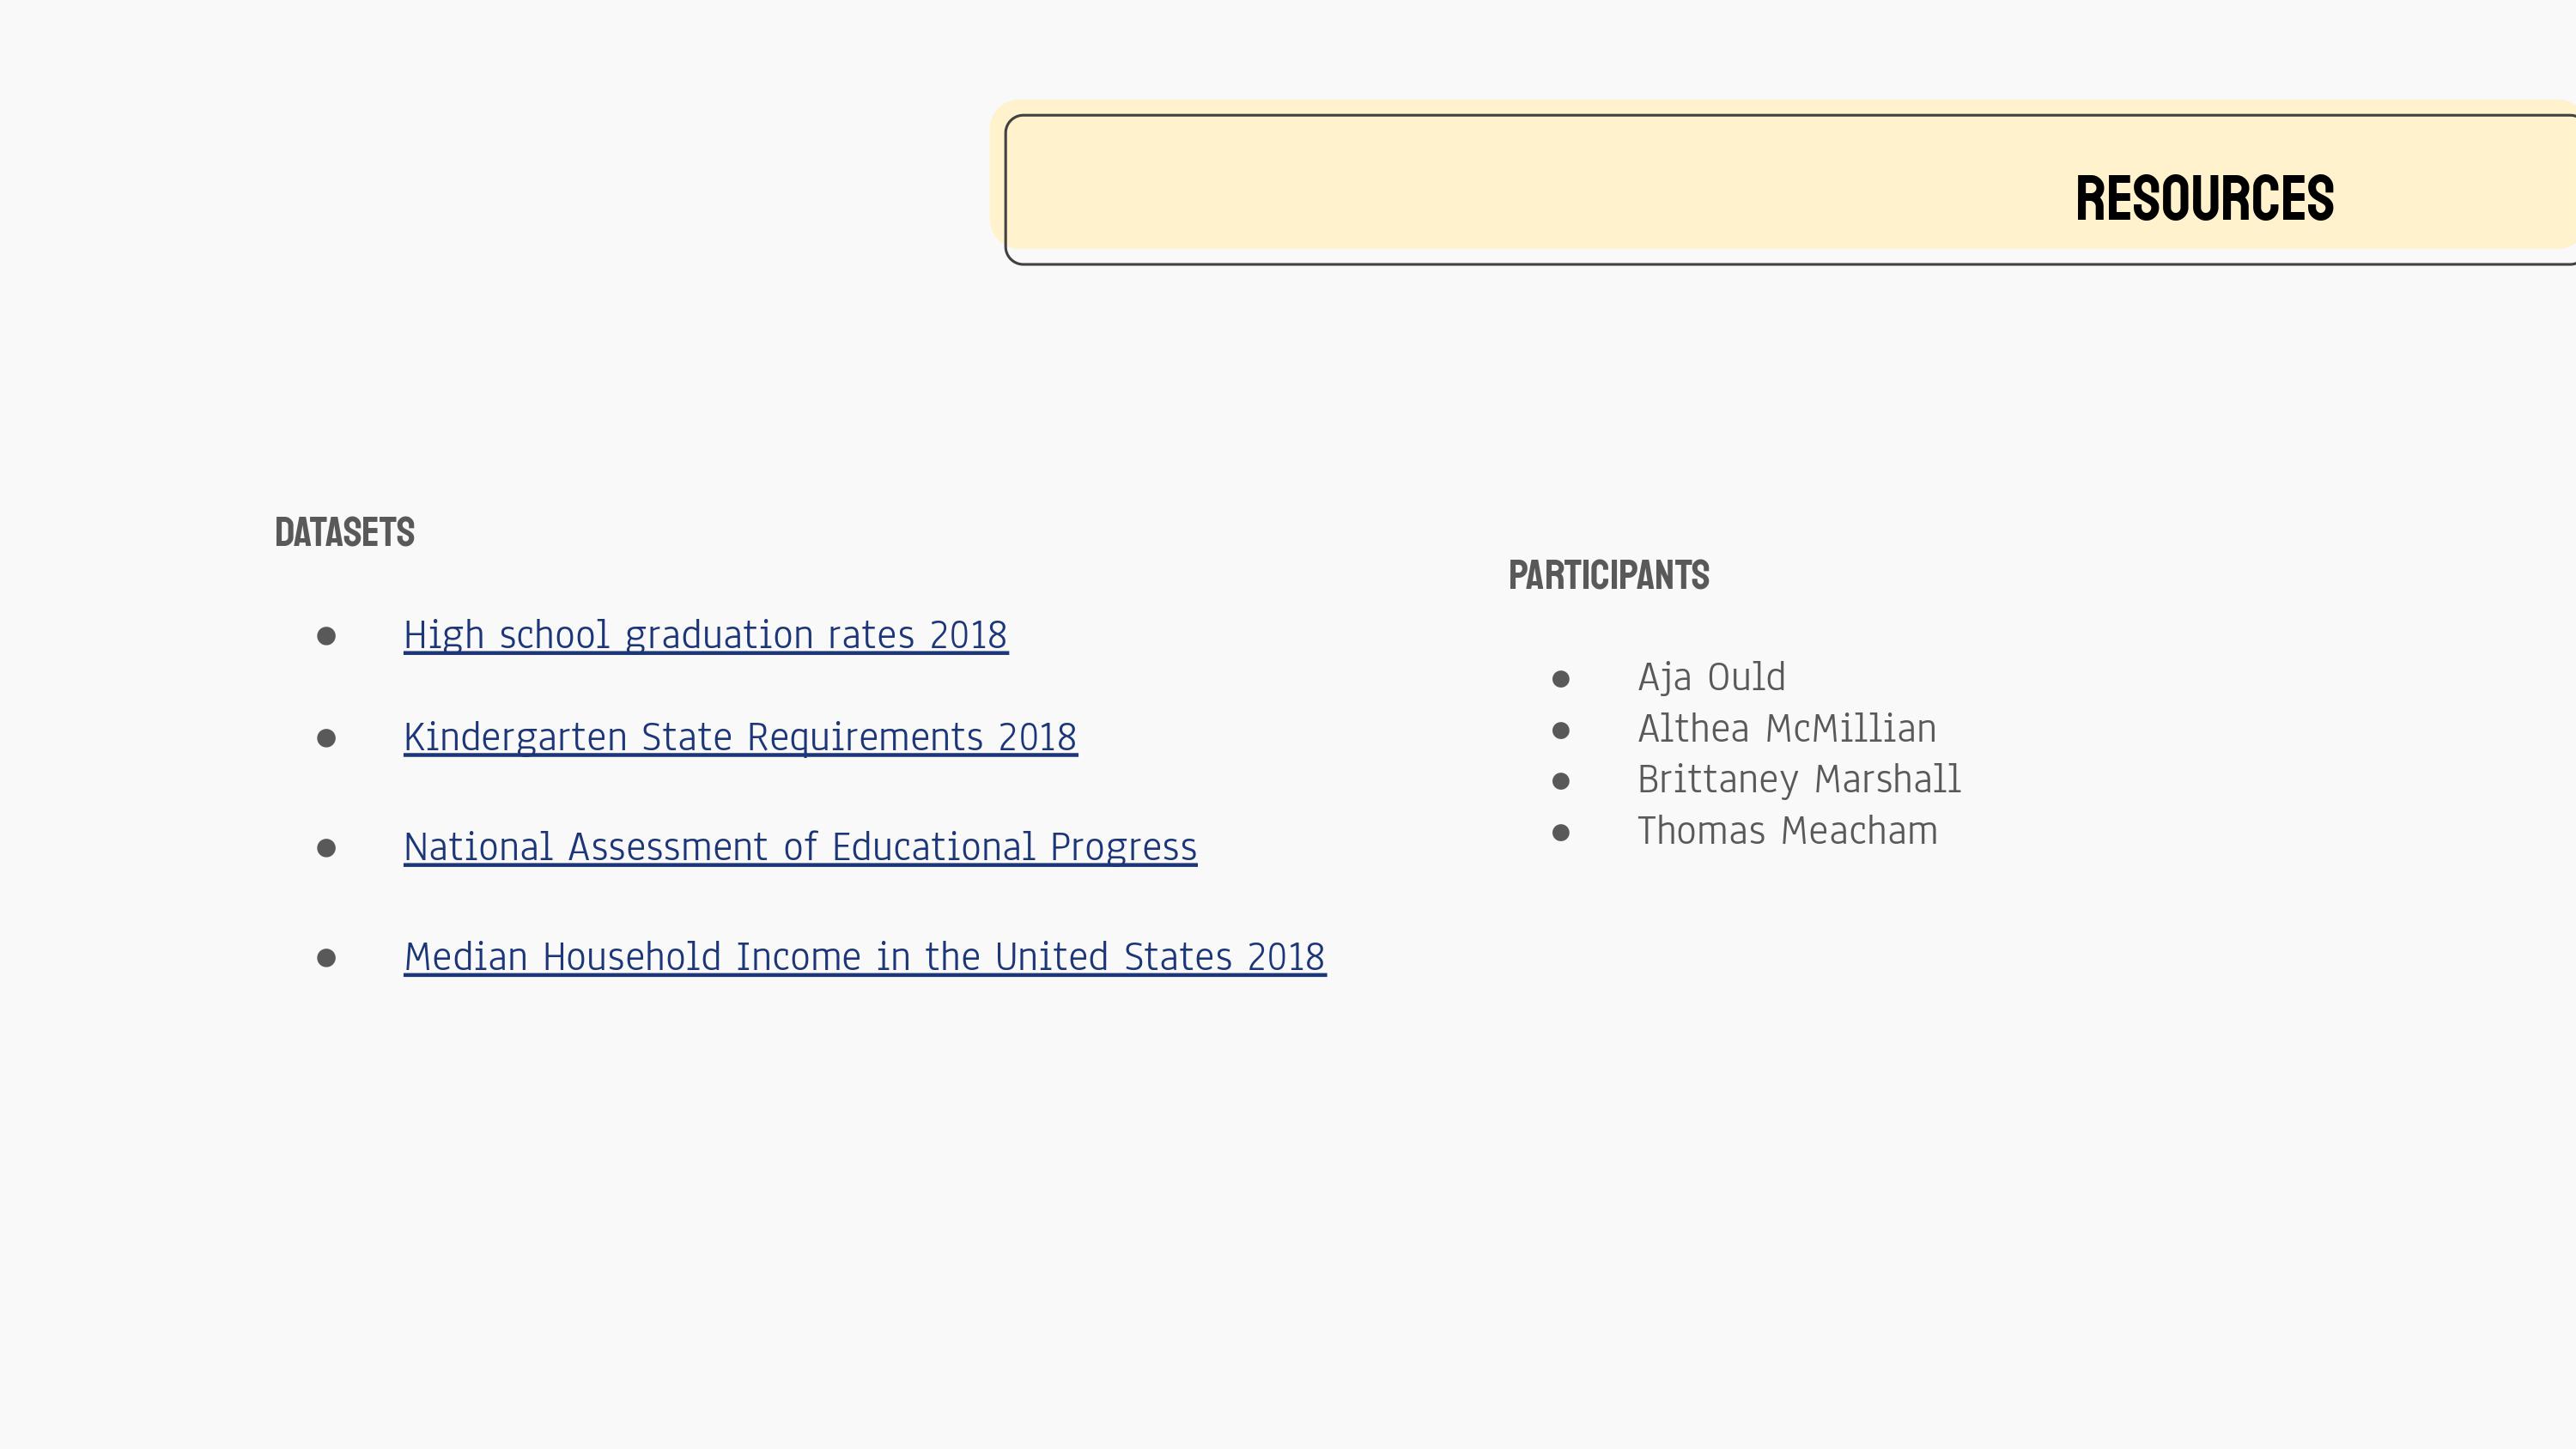 RESOURCES
DATASETS
● High school graduation rates 2018
● Kindergarten State Requirements 2018
● National Assessment of Educational Progress
● Median Household Income in the United States 2018
PARTICIPANTS
● Aja Ould
● Althea McMillian
● Brittaney Marshall
● Thomas Meacham